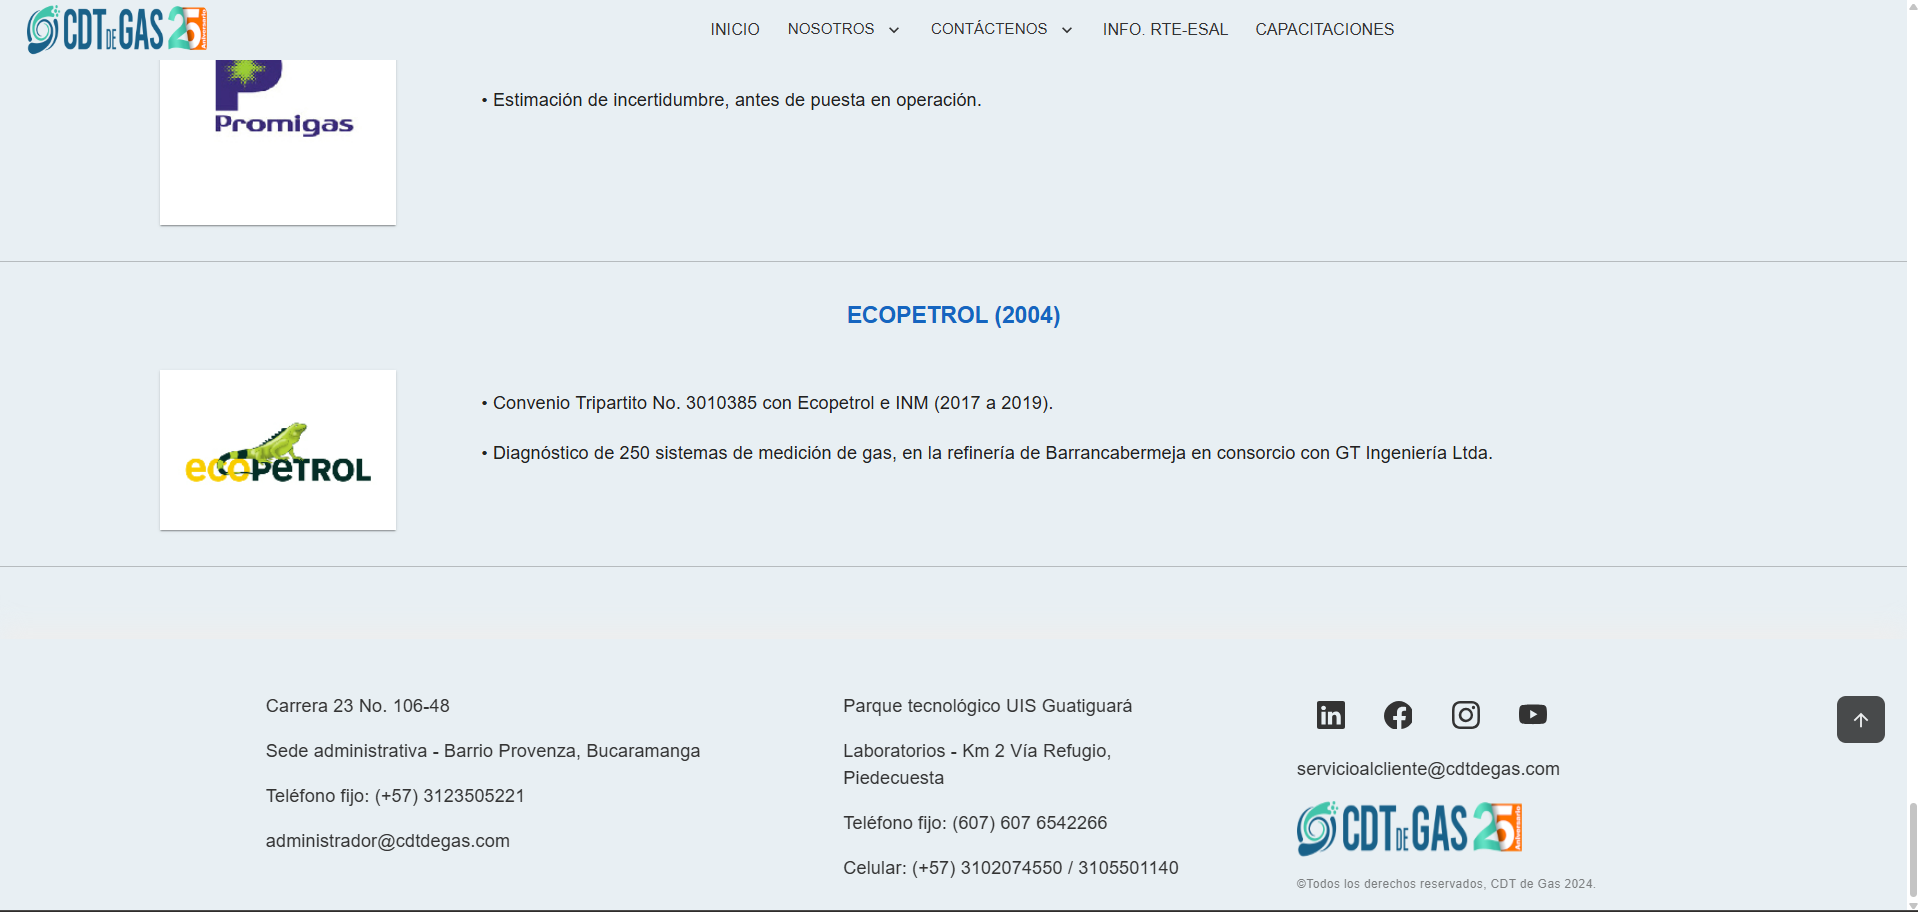 CDT DE GAS 25 Aniversario
INICIO NOSOTROS CONTÁCTENOS INFO. RTE-ESAL CAPACITACIONES
Promigas
• Estimación de incertidumbre, antes de puesta en operación.
ECOPETROL (2004)
ecoPETROL
• Convenio Tripartito No. 3010385 con Ecopetrol e INM (2017 a 2019).
• Diagnóstico de 250 sistemas de medición de gas, en la refinería de Barrancabermeja en consorcio con GT Ingeniería Ltda.
Carrera 23 No. 106-48
Sede administrativa - Barrio Provenza, Bucaramanga
Teléfono fijo: (+57) 3123505221
administrador@cdtdegas.com
Parque tecnológico UIS Guatiguará
Laboratorios - Km 2 Vía Refugio,
Piedecuesta
Teléfono fijo: (607) 607 6542266
Celular: (+57) 3102074550 / 3105501140
servicioalcliente@cdtdegas.com
CDT DE GAS 25 Aniversario
©Todos los derechos reservados, CDT de Gas 2024.